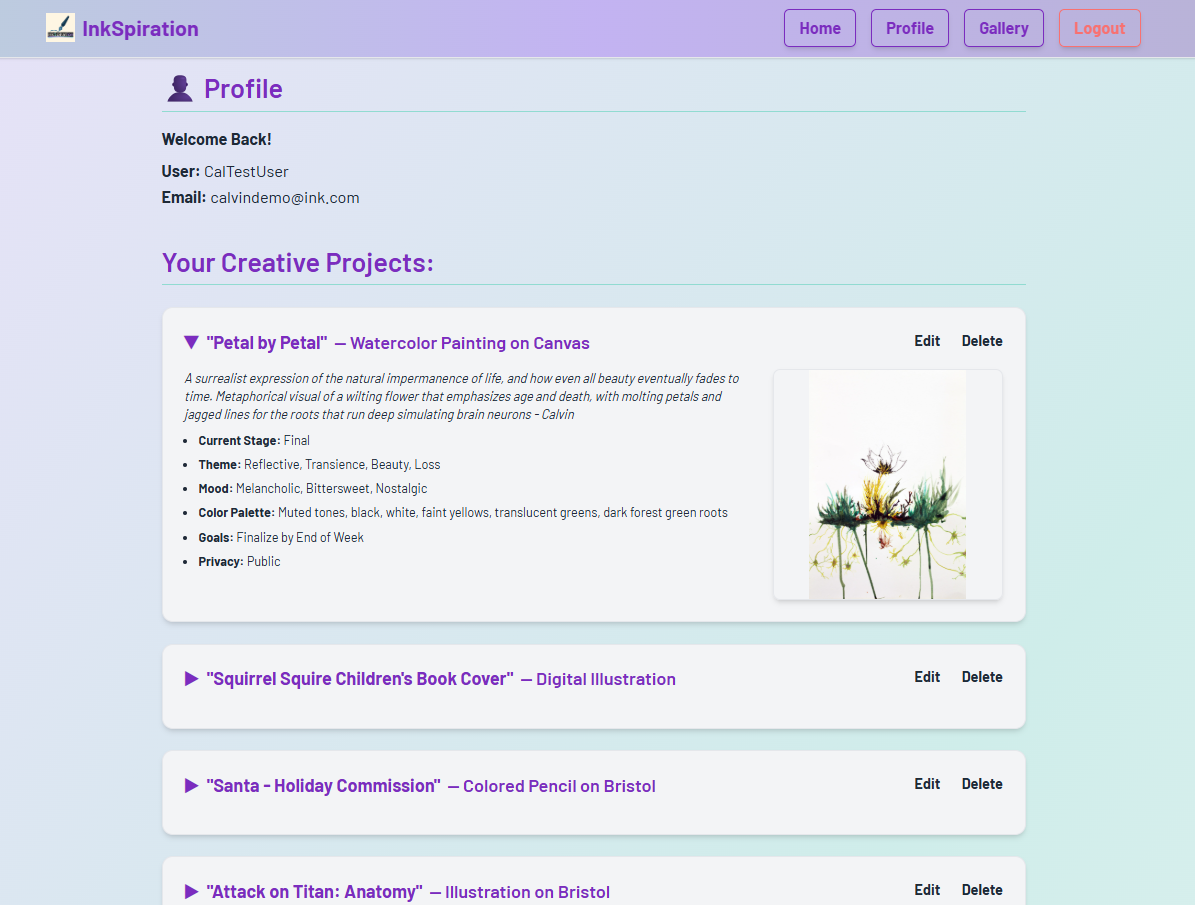 InkSpiration
Home Profile Gallery Logout
Profile
Welcome Back!
User: CalTestUser
Email: calvindemo@ink.com
Your Creative Projects:
▼ "Petal by Petal" — Watercolor Painting on Canvas Edit Delete
A surrealist expression of the natural impermanence of life, and how even all beauty eventually fades to
time. Metaphorical visual of a wilting flower that emphasizes age and death, with molting petals and
jagged lines for the roots that run deep simulating brain neurons - Calvin
• Current Stage: Final
• Theme: Reflective, Transience, Beauty, Loss
• Mood: Melancholic, Bittersweet, Nostalgic
• Color Palette: Muted tones, black, white, faint yellows, translucent greens, dark forest green roots
• Goals: Finalize by End of Week
• Privacy: Public
▶ "Squirrel Squire Children's Book Cover" — Digital Illustration Edit Delete
▶ "Santa - Holiday Commission" — Colored Pencil on Bristol Edit Delete
▶ "Attack on Titan: Anatomy" — Illustration on Bristol Edit Delete